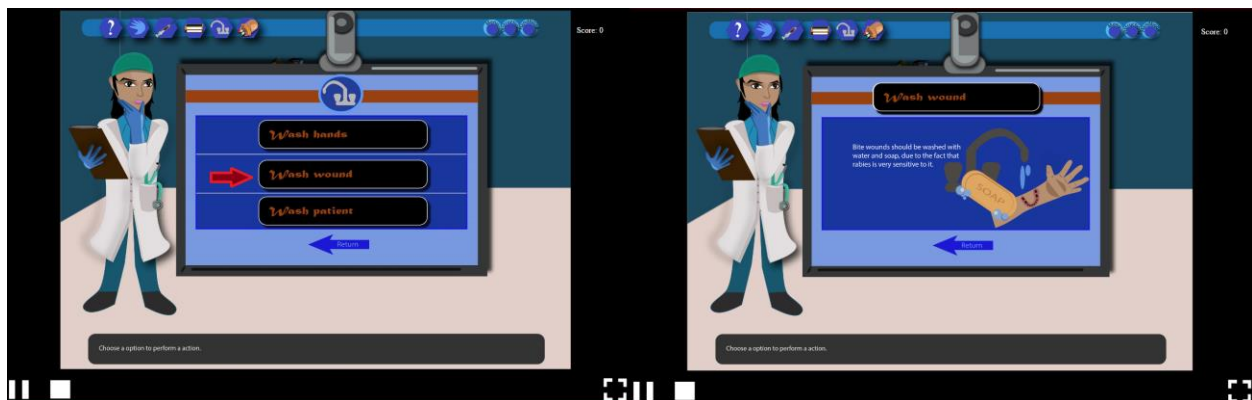 ?
Score: 0
Wash hands
Wash wound
Wash patient
Return
Choose a option to perform a action.
?
Score: 0
Wash wound
Bite wounds should be washed with
water and soap, due to the fact that
rabies is very sensitive to it.
SOAP
Return
Choose a option to perform a action.